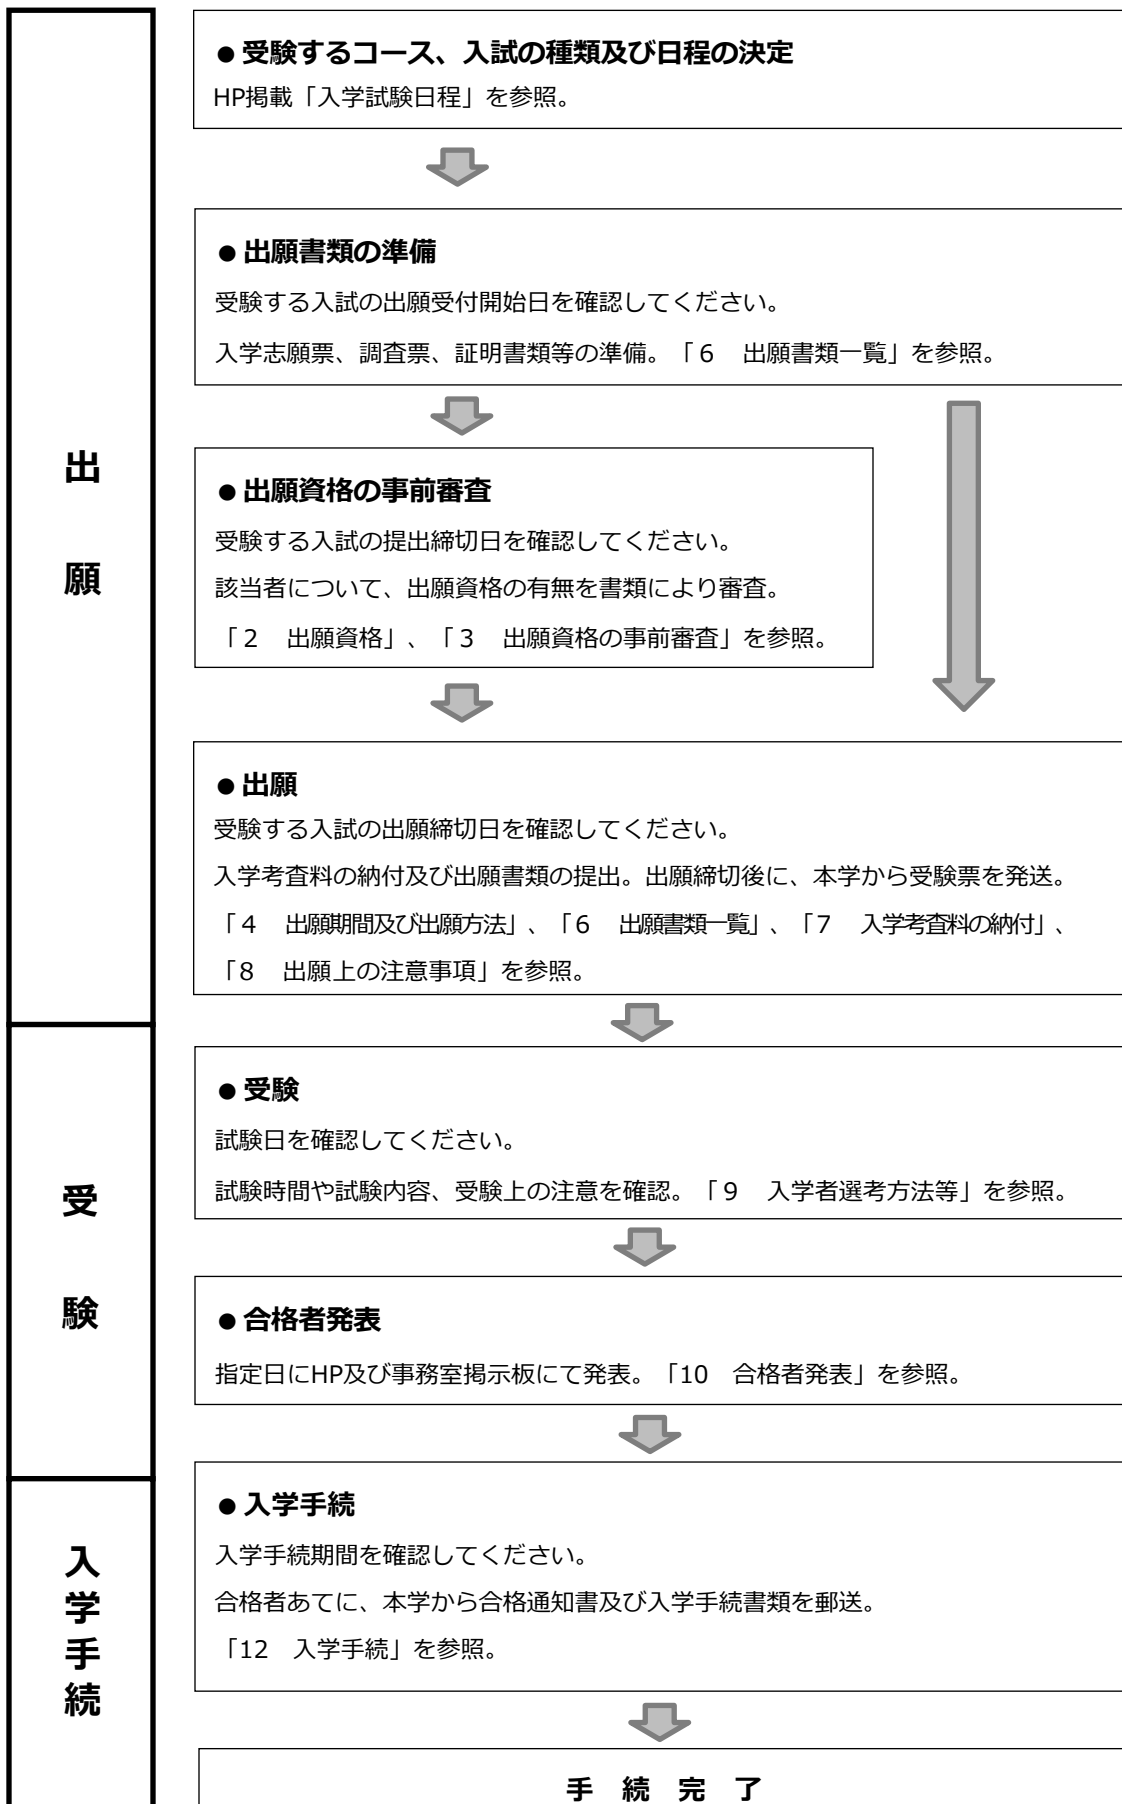 出願
● 受験するコース、入試の種類及び日程の決定
HP掲載「入学試験日程」を参照。
● 出願書類の準備
受験する入試の出願受付開始日を確認してください。
入学志願票、調査票、証明書類等の準備。「６　出願書類一覧」を参照。
● 出願資格の事前審査
受験する入試の提出締切日を確認してください。
該当者について、出願資格の有無を書類により審査。
「２　出願資格」、「３　出願資格の事前審査」を参照。
● 出願
受験する入試の出願締切日を確認してください。
入学考査料の納付及び出願書類の提出。出願締切後に、本学から受験票を発送。
「４　出願期間及び出願方法」、「６　出願書類一覧」、「７　入学考査料の納付」、
「８　出願上の注意事項」を参照。
受験
● 受験
試験日を確認してください。
試験時間や試験内容、受験上の注意を確認。「９　入学者選考方法等」を参照。
● 合格者発表
指定日にHP及び事務室掲示板にて発表。「10　合格者発表」を参照。
入学手続
● 入学手続
入学手続期間を確認してください。
合格者あてに、本学から合格通知書及び入学手続書類を郵送。
「12　入学手続」を参照。
手　続　完　了